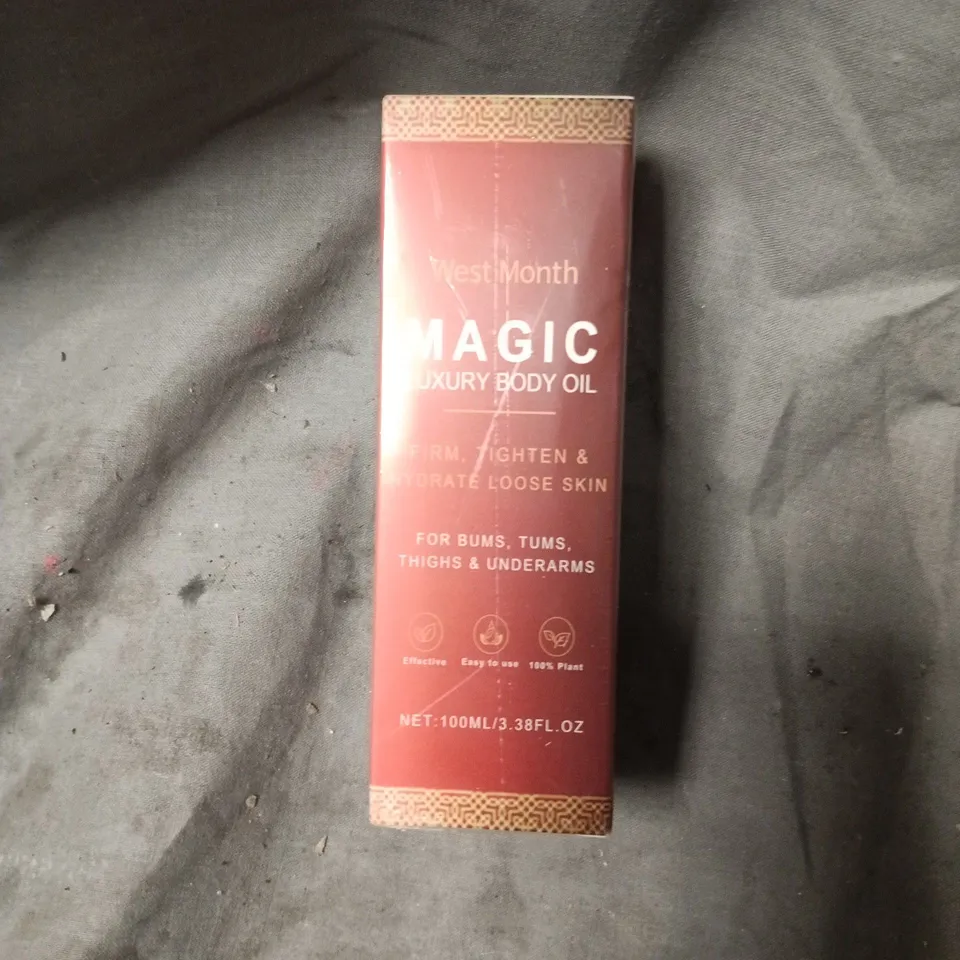 West Month
MAGIC
LUXURY BODY OIL
FIRM, TIGHTEN &
HYDRATE LOOSE SKIN
FOR BUMS, TUMS,
THIGHS & UNDERARMS
Effective Easy to use 100% Plant
NET:100ML/3.38FL.OZ